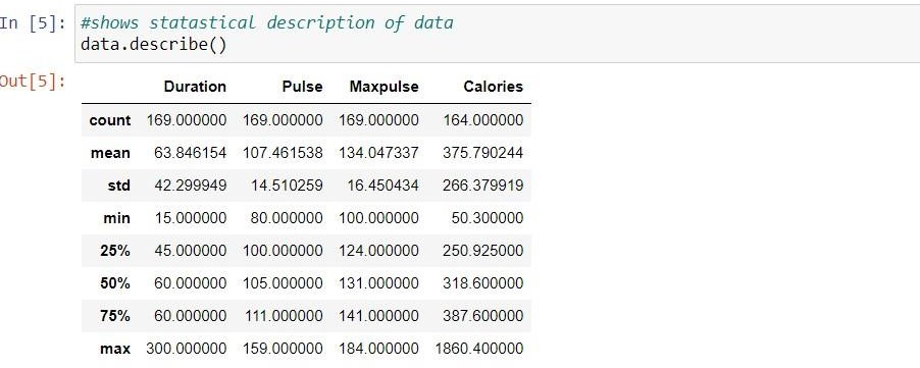 In [5]: #shows statastical description of data
data.describe()
Out[5]:
Duration Pulse Maxpulse Calories
count 169.000000 169.000000 169.000000 164.000000
mean 63.846154 107.461538 134.047337 375.790244
std 42.299949 14.510259 16.450434 266.379919
min 15.000000 80.000000 100.000000 50.300000
25% 45.000000 100.000000 124.000000 250.925000
50% 60.000000 105.000000 131.000000 318.600000
75% 60.000000 111.000000 141.000000 387.600000
max 300.000000 159.000000 184.000000 1860.400000